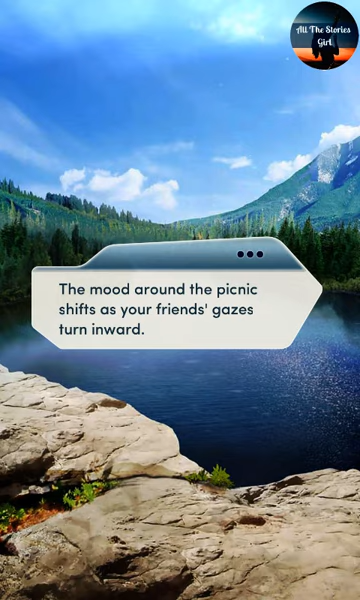 All The Stories
Girl
The mood around the picnic
shifts as your friends' gazes
turn inward.